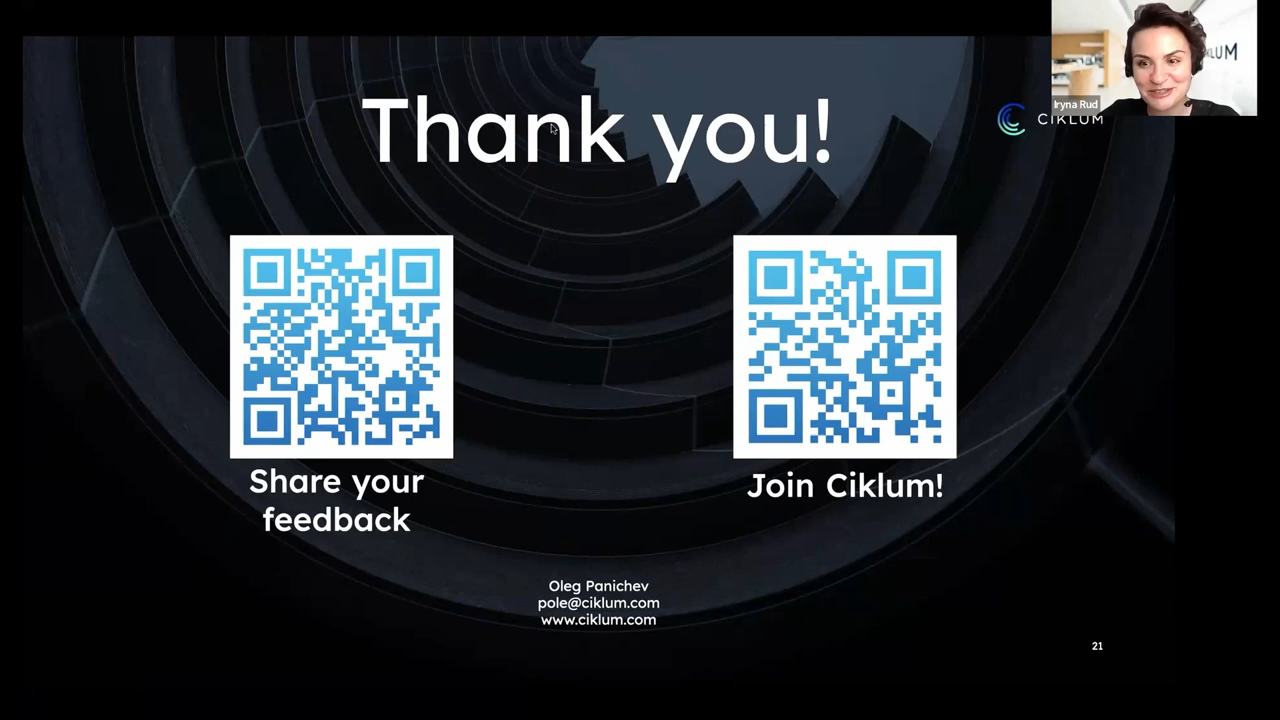 Thank you!
Iryna Rud
CIKLUM
Share your
feedback
Join Ciklum!
Oleg Panichev
pole@ciklum.com
www.ciklum.com
21